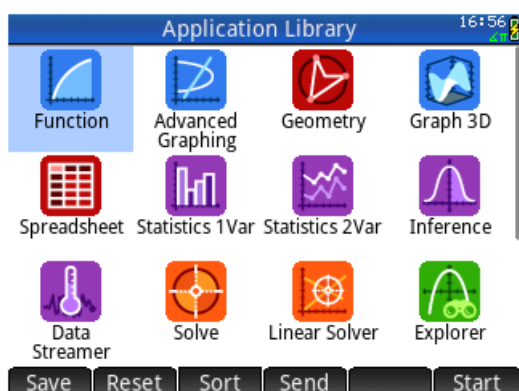 Application Library 16:56
∡π
Function Advanced Graphing Geometry Graph 3D
Spreadsheet Statistics 1Var Statistics 2Var Inference
Data Streamer Solve Linear Solver Explorer
Save Reset Sort Send Start